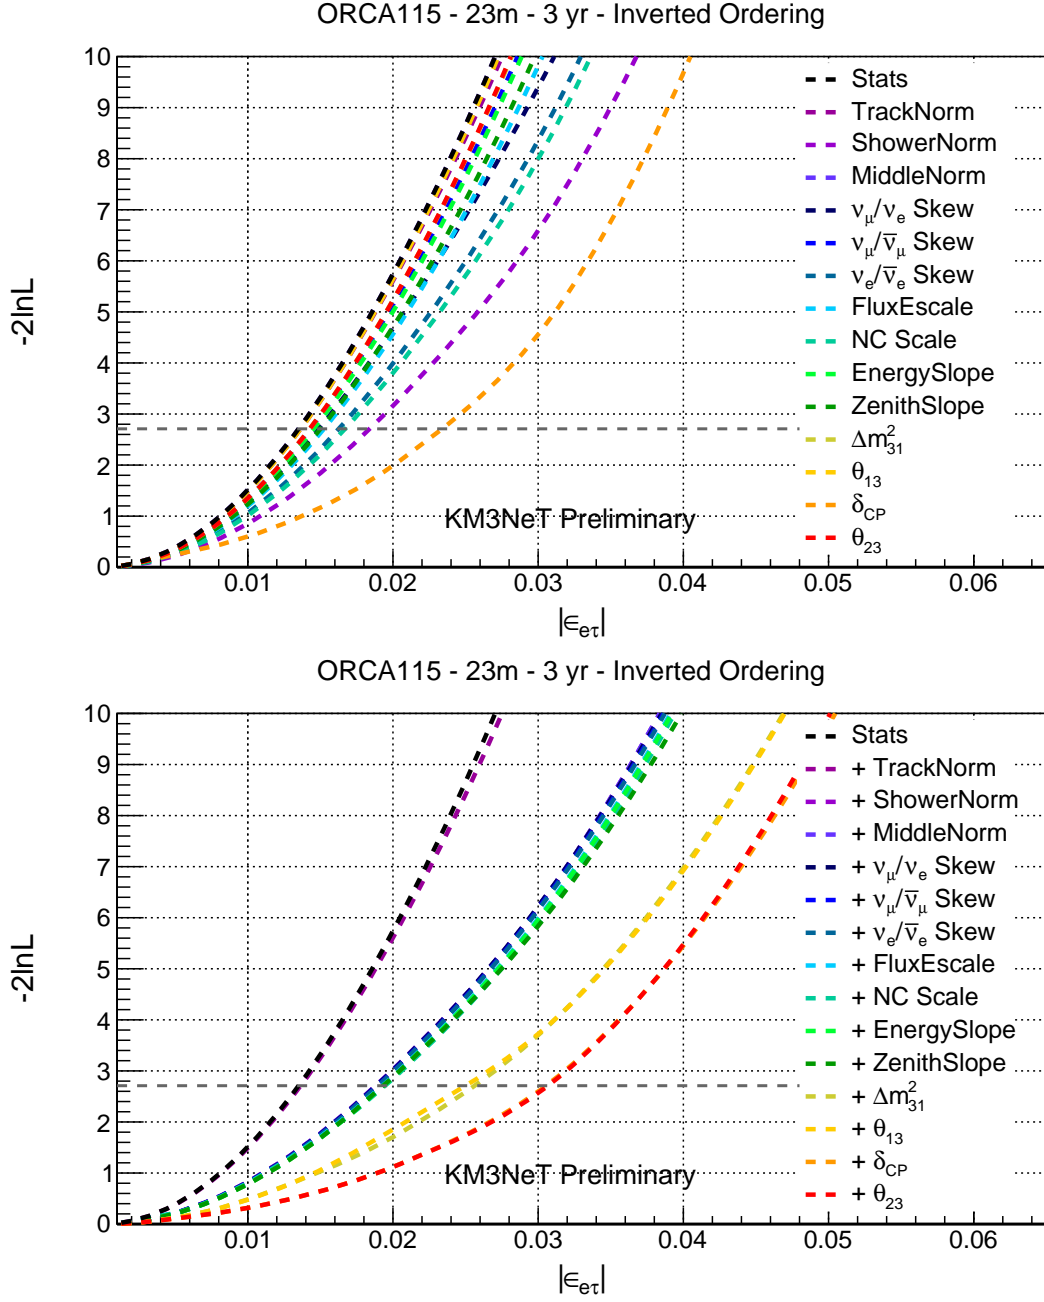 ORCA115 - 23m - 3 yr - Inverted Ordering
10
9
8
7
6
5
4
3
2
1
0
-2lnL
Stats
TrackNorm
ShowerNorm
MiddleNorm
νμ/νe Skew
νμ/ν̅μ Skew
νe/ν̅e Skew
FluxEscale
NC Scale
EnergySlope
ZenithSlope
Δm²31
θ13
δCP
θ23
KM3NeT Preliminary
0.01 0.02 0.03 0.04 0.05 0.06
|ϵeτ|
ORCA115 - 23m - 3 yr - Inverted Ordering
10
9
8
7
6
5
4
3
2
1
0
-2lnL
Stats
+ TrackNorm
+ ShowerNorm
+ MiddleNorm
+ νμ/νe Skew
+ νμ/ν̅μ Skew
+ νe/ν̅e Skew
+ FluxEscale
+ NC Scale
+ EnergySlope
+ ZenithSlope
+ Δm²31
+ θ13
+ δCP
+ θ23
KM3NeT Preliminary
0.01 0.02 0.03 0.04 0.05 0.06
|ϵeτ|